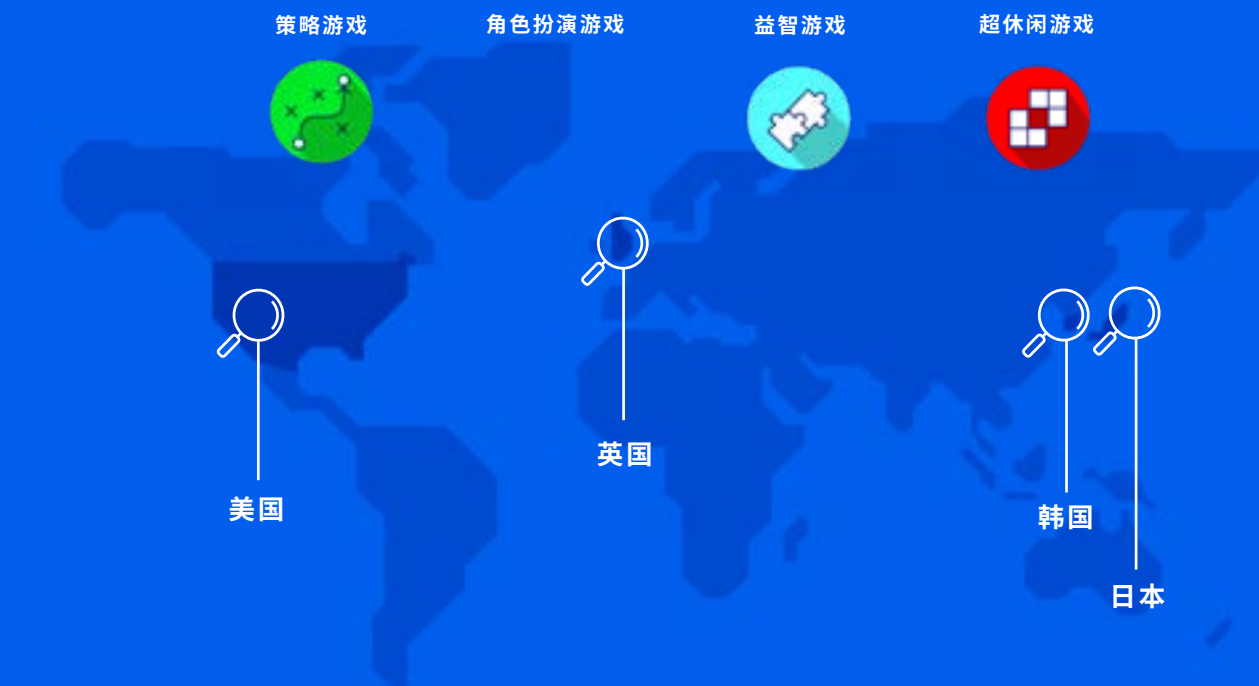 策略游戏
角色扮演游戏
益智游戏
超休闲游戏
英国
美国
韩国
日本